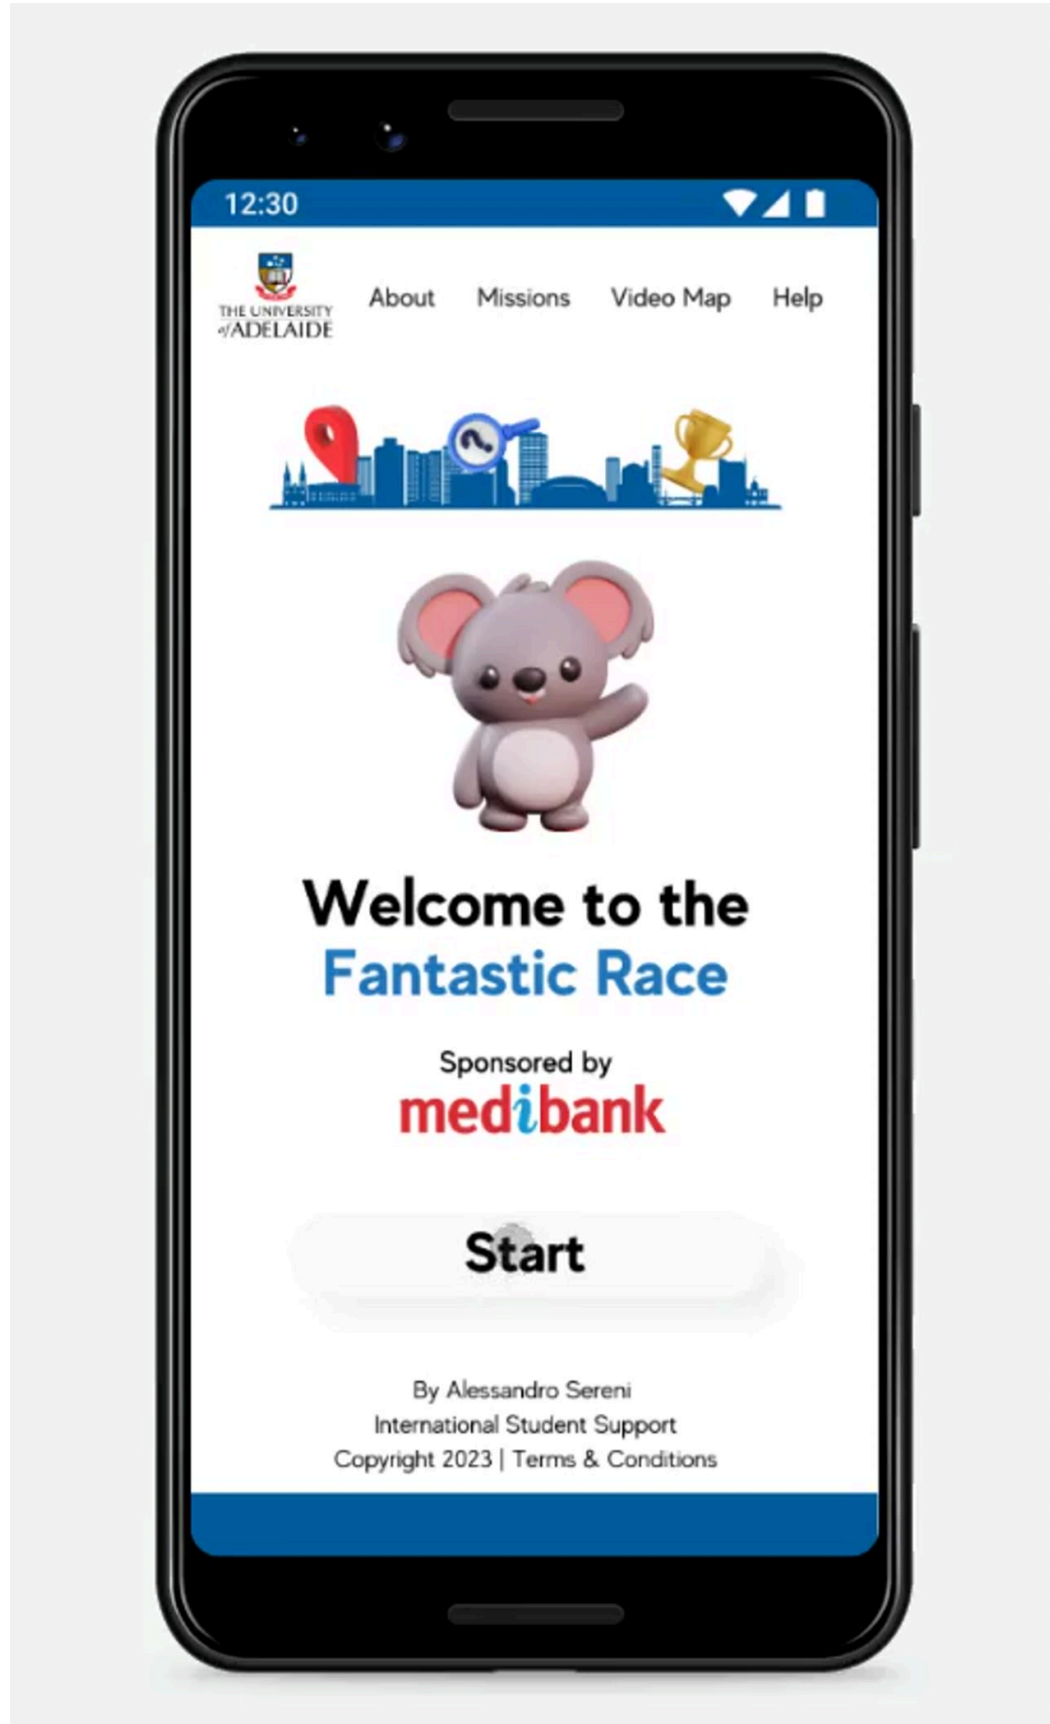 12:30
THE UNIVERSITY
of ADELAIDE
About Missions Video Map Help
?
Welcome to the
Fantastic Race
Sponsored by
medibank
Start
By Alessandro Sereni
International Student Support
Copyright 2023 | Terms & Conditions